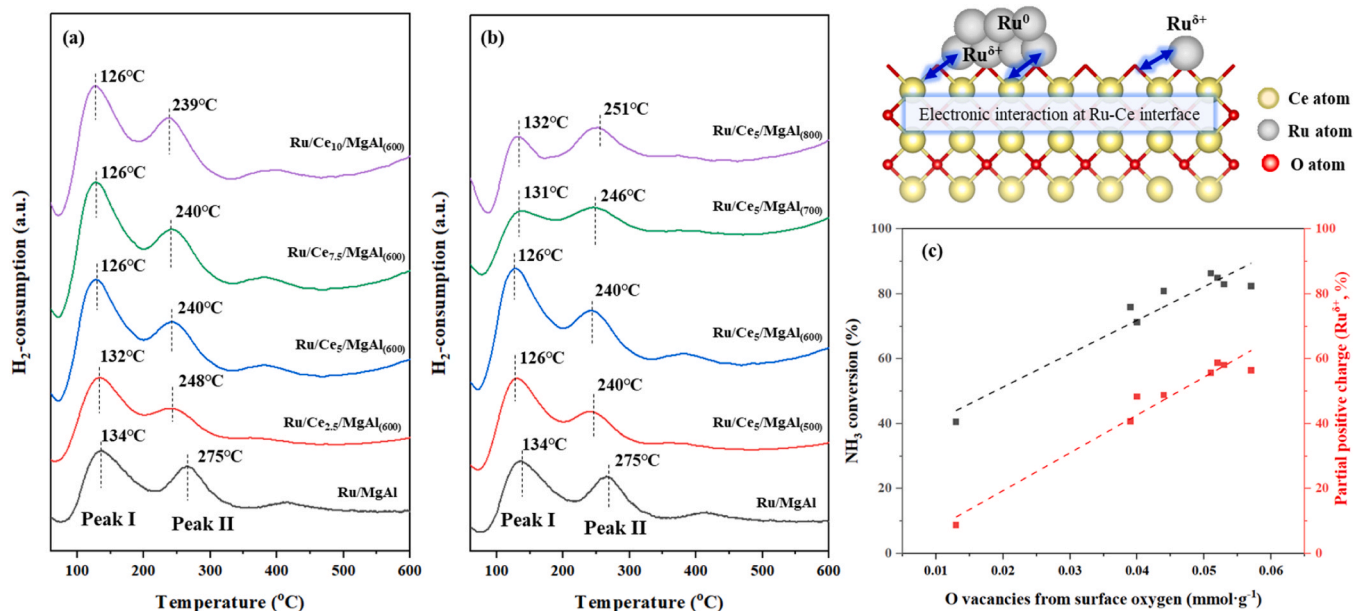 (a)
126°C
239°C
Ru/Ce10/MgAl(600)
126°C
240°C
Ru/Ce7.5/MgAl(600)
126°C
240°C
Ru/Ce5/MgAl(600)
132°C
248°C
Ru/Ce2.5/MgAl(600)
134°C
275°C
Ru/MgAl
Peak I
Peak II
H2-consumption (a.u.)
100 200 300 400 500 600
Temperature (°C)
(b)
132°C
251°C
Ru/Ce5/MgAl(800)
131°C
246°C
Ru/Ce5/MgAl(700)
126°C
240°C
Ru/Ce5/MgAl(600)
126°C
240°C
Ru/Ce5/MgAl(500)
134°C
275°C
Ru/MgAl
Peak I
Peak II
H2-consumption (a.u.)
100 200 300 400 500 600
Temperature (°C)
Ru0
Ruδ+
Ruδ+
Electronic interaction at Ru-Ce interface
Ce atom
Ru atom
O atom
(c)
100
80
60
40
20
0
NH3 conversion (%)
100
80
60
40
20
0
Partial positive charge (Ruδ+, %)
0.01 0.02 0.03 0.04 0.05 0.06
O vacancies from surface oxygen (mmol·g-1)